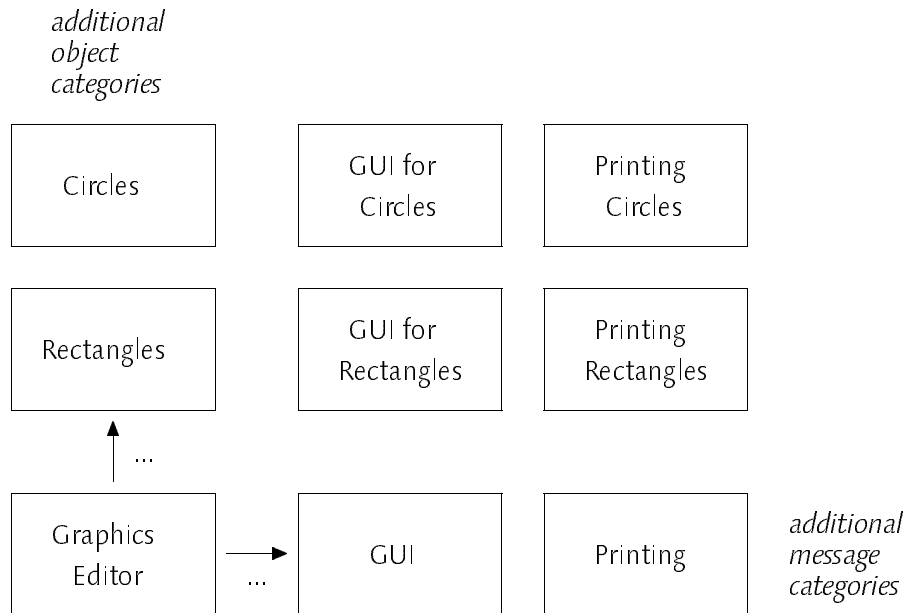 additional
object
categories
Circles
GUI for
Circles
Printing
Circles
Rectangles
GUI for
Rectangles
Printing
Rectangles
...
Graphics
Editor
...
GUI
Printing
additional
message
categories